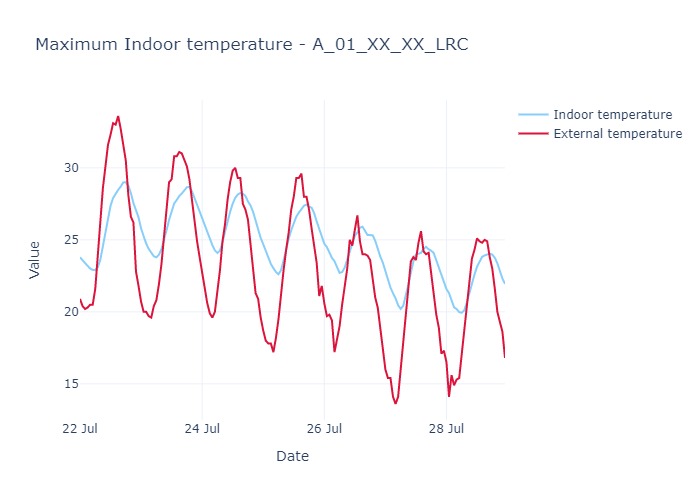 Maximum Indoor temperature - A_01_XX_XX_LRC
Indoor temperature
External temperature
30
25
20
15
Value
22 Jul
24 Jul
26 Jul
28 Jul
Date